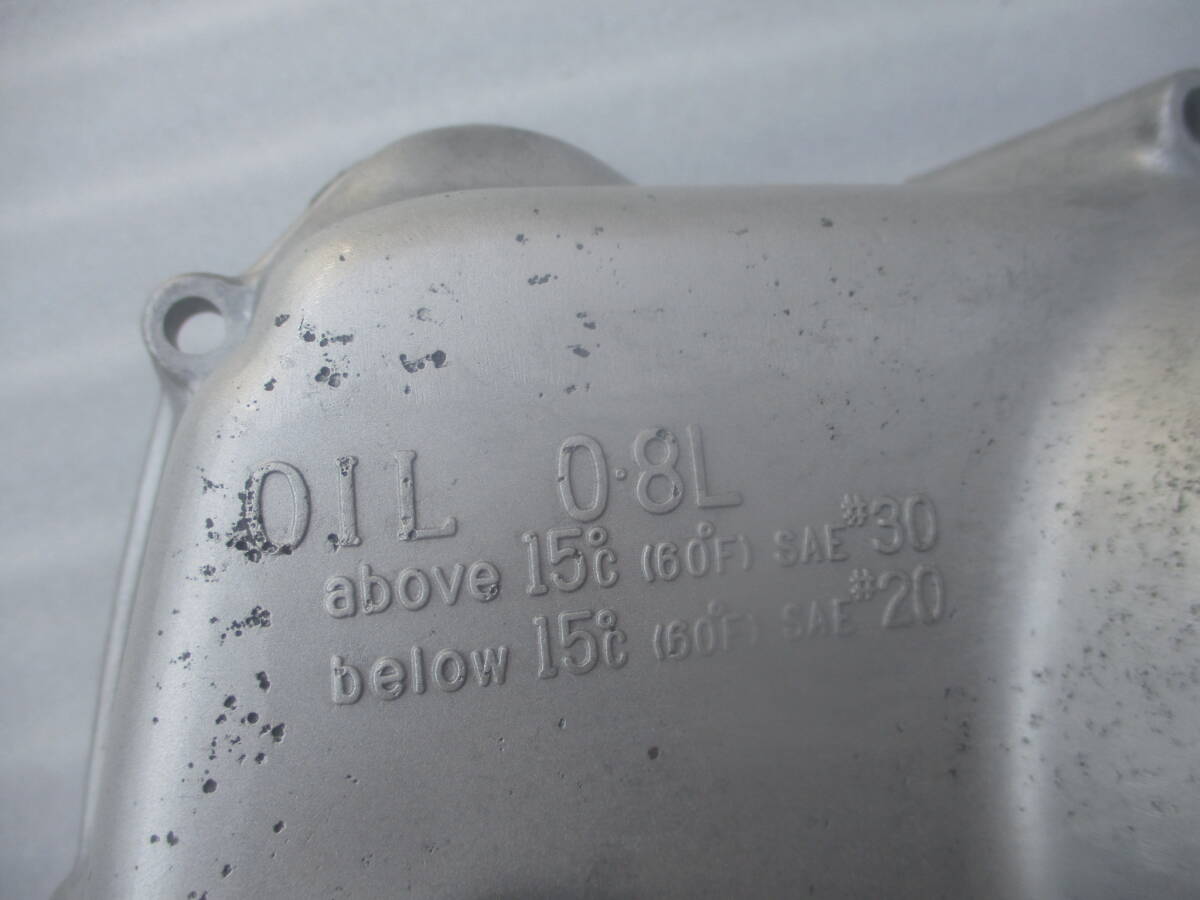 OIL 0.8L
above 15°C (60°F) SAE #30
below 15°C (60°F) SAE #20